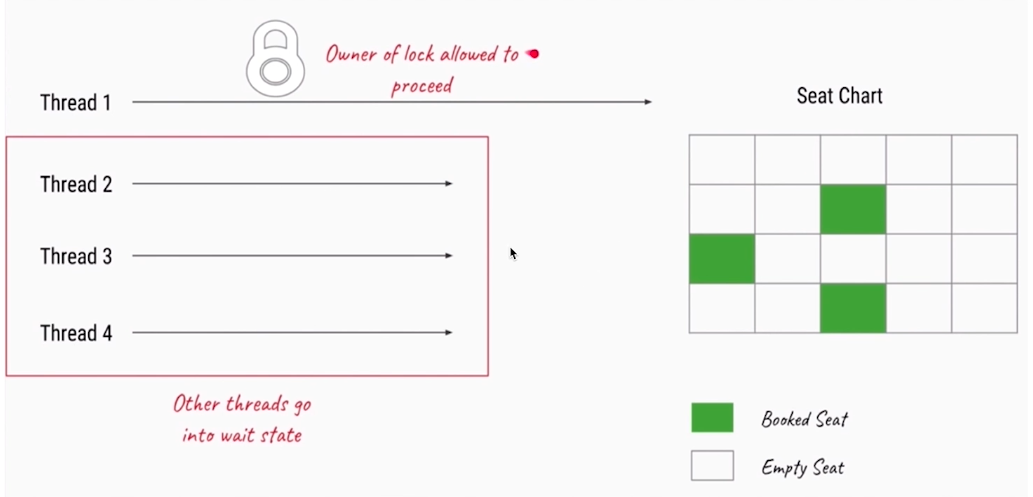 Owner of lock allowed to
proceed
Thread 1
Seat Chart
Thread 2
Thread 3
Thread 4
Other threads go
into wait state
Booked Seat
Empty Seat